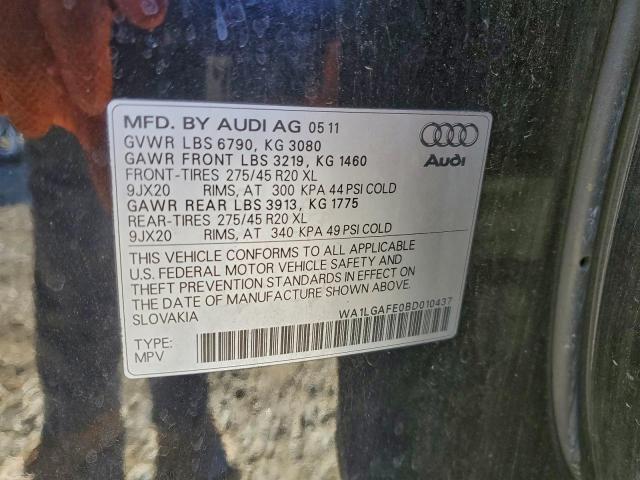 MFD. BY AUDI AG 05 11
GVWR LBS 6790, KG 3080
GAWR FRONT LBS 3219, KG 1460
FRONT-TIRES 275/45 R20 XL
9JX20 RIMS, AT 300 KPA 44 PSI COLD
GAWR REAR LBS 3913, KG 1775
REAR-TIRES 275/45 R20 XL
9JX20 RIMS, AT 340 KPA 49 PSI COLD
Audi
THIS VEHICLE CONFORMS TO ALL APPLICABLE
U.S. FEDERAL MOTOR VEHICLE SAFETY AND
THEFT PREVENTION STANDARDS IN EFFECT ON
THE DATE OF MANUFACTURE SHOWN ABOVE.
SLOVAKIA
WA1LGAFE0BD010437
TYPE:
MPV